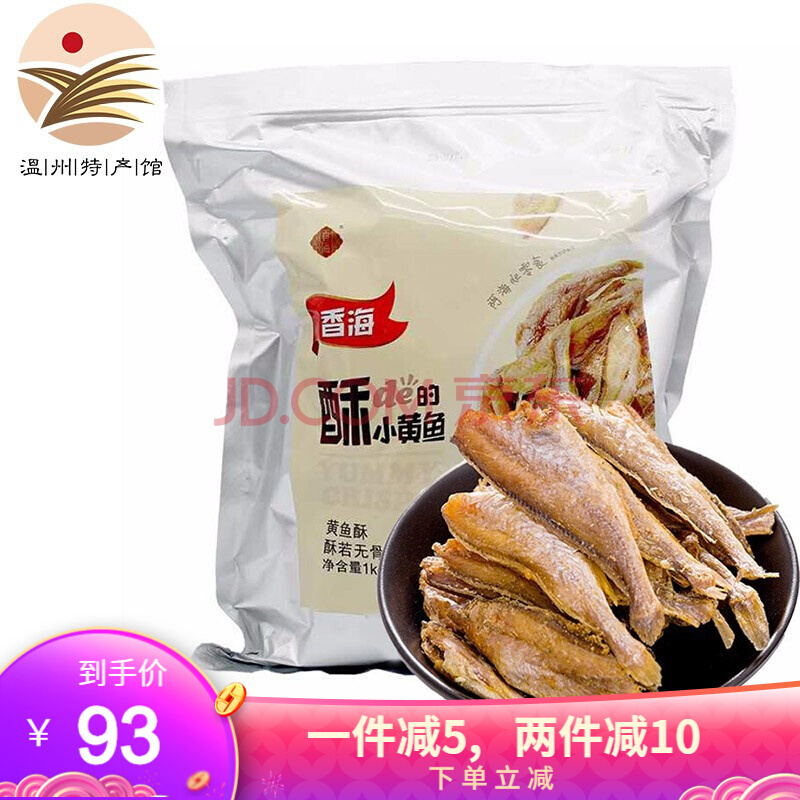 温州特产馆
香海
酥de的
小黄鱼
YUMMY
JD.COM 京东
黄鱼酥
酥若无骨
净含量1k
到手价
¥ 93
一件减5，两件减10
下单立减